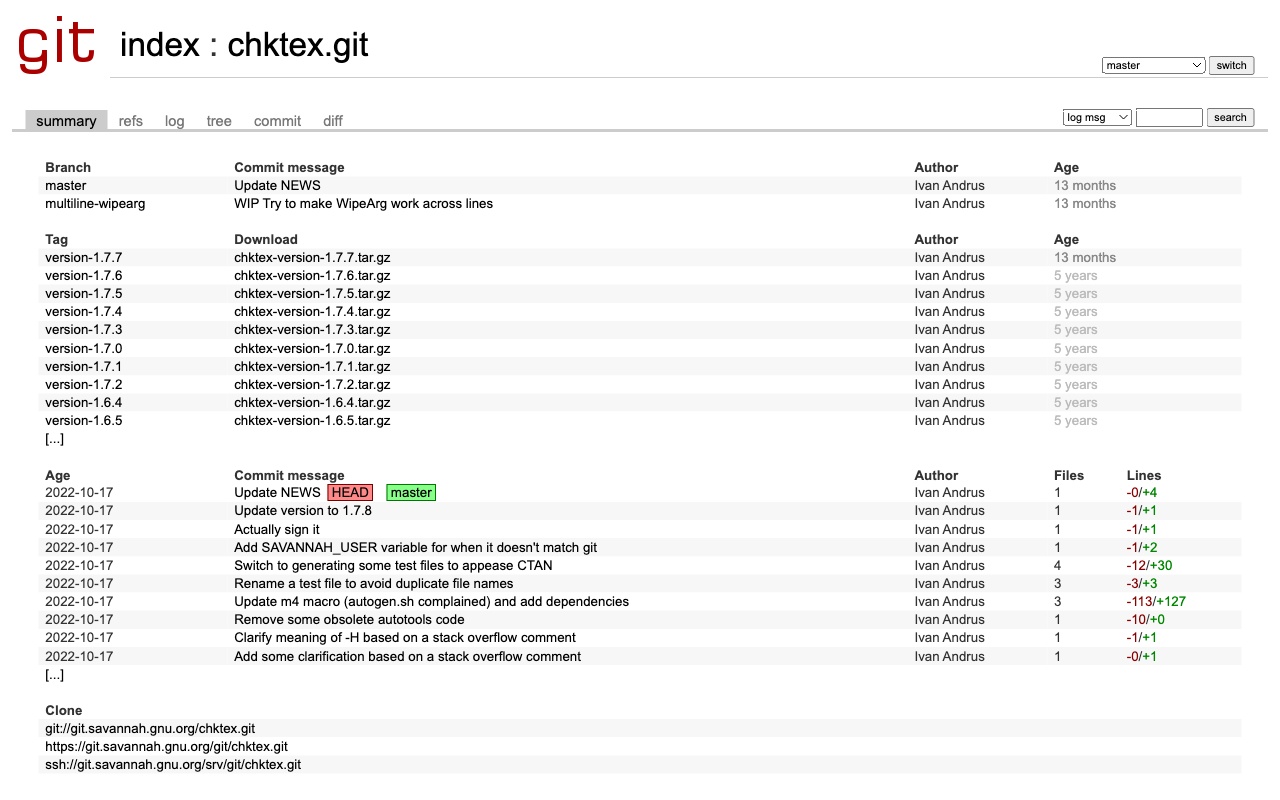 git index : chktex.git
master switch
summary refs log tree commit diff log msg search
Branch Commit message Author Age
master Update NEWS Ivan Andrus 13 months
multiline-wipearg WIP Try to make WipeArg work across lines Ivan Andrus 13 months
Tag Download Author Age
version-1.7.7 chktex-version-1.7.7.tar.gz Ivan Andrus 13 months
version-1.7.6 chktex-version-1.7.6.tar.gz Ivan Andrus 5 years
version-1.7.5 chktex-version-1.7.5.tar.gz Ivan Andrus 5 years
version-1.7.4 chktex-version-1.7.4.tar.gz Ivan Andrus 5 years
version-1.7.3 chktex-version-1.7.3.tar.gz Ivan Andrus 5 years
version-1.7.0 chktex-version-1.7.0.tar.gz Ivan Andrus 5 years
version-1.7.1 chktex-version-1.7.1.tar.gz Ivan Andrus 5 years
version-1.7.2 chktex-version-1.7.2.tar.gz Ivan Andrus 5 years
version-1.6.4 chktex-version-1.6.4.tar.gz Ivan Andrus 5 years
version-1.6.5 chktex-version-1.6.5.tar.gz Ivan Andrus 5 years
[...]
Age Commit message Author Files Lines
2022-10-17 Update NEWS HEAD master Ivan Andrus 1 -0/+4
2022-10-17 Update version to 1.7.8 Ivan Andrus 1 -1/+1
2022-10-17 Actually sign it Ivan Andrus 1 -1/+1
2022-10-17 Add SAVANNAH_USER variable for when it doesn't match git Ivan Andrus 1 -1/+2
2022-10-17 Switch to generating some test files to appease CTAN Ivan Andrus 4 -12/+30
2022-10-17 Rename a test file to avoid duplicate file names Ivan Andrus 3 -3/+3
2022-10-17 Update m4 macro (autogen.sh complained) and add dependencies Ivan Andrus 3 -113/+127
2022-10-17 Remove some obsolete autotools code Ivan Andrus 1 -10/+0
2022-10-17 Clarify meaning of -H based on a stack overflow comment Ivan Andrus 1 -1/+1
2022-10-17 Add some clarification based on a stack overflow comment Ivan Andrus 1 -0/+1
[...]
Clone
git://git.savannah.gnu.org/chktex.git
https://git.savannah.gnu.org/git/chktex.git
ssh://git.savannah.gnu.org/srv/git/chktex.git